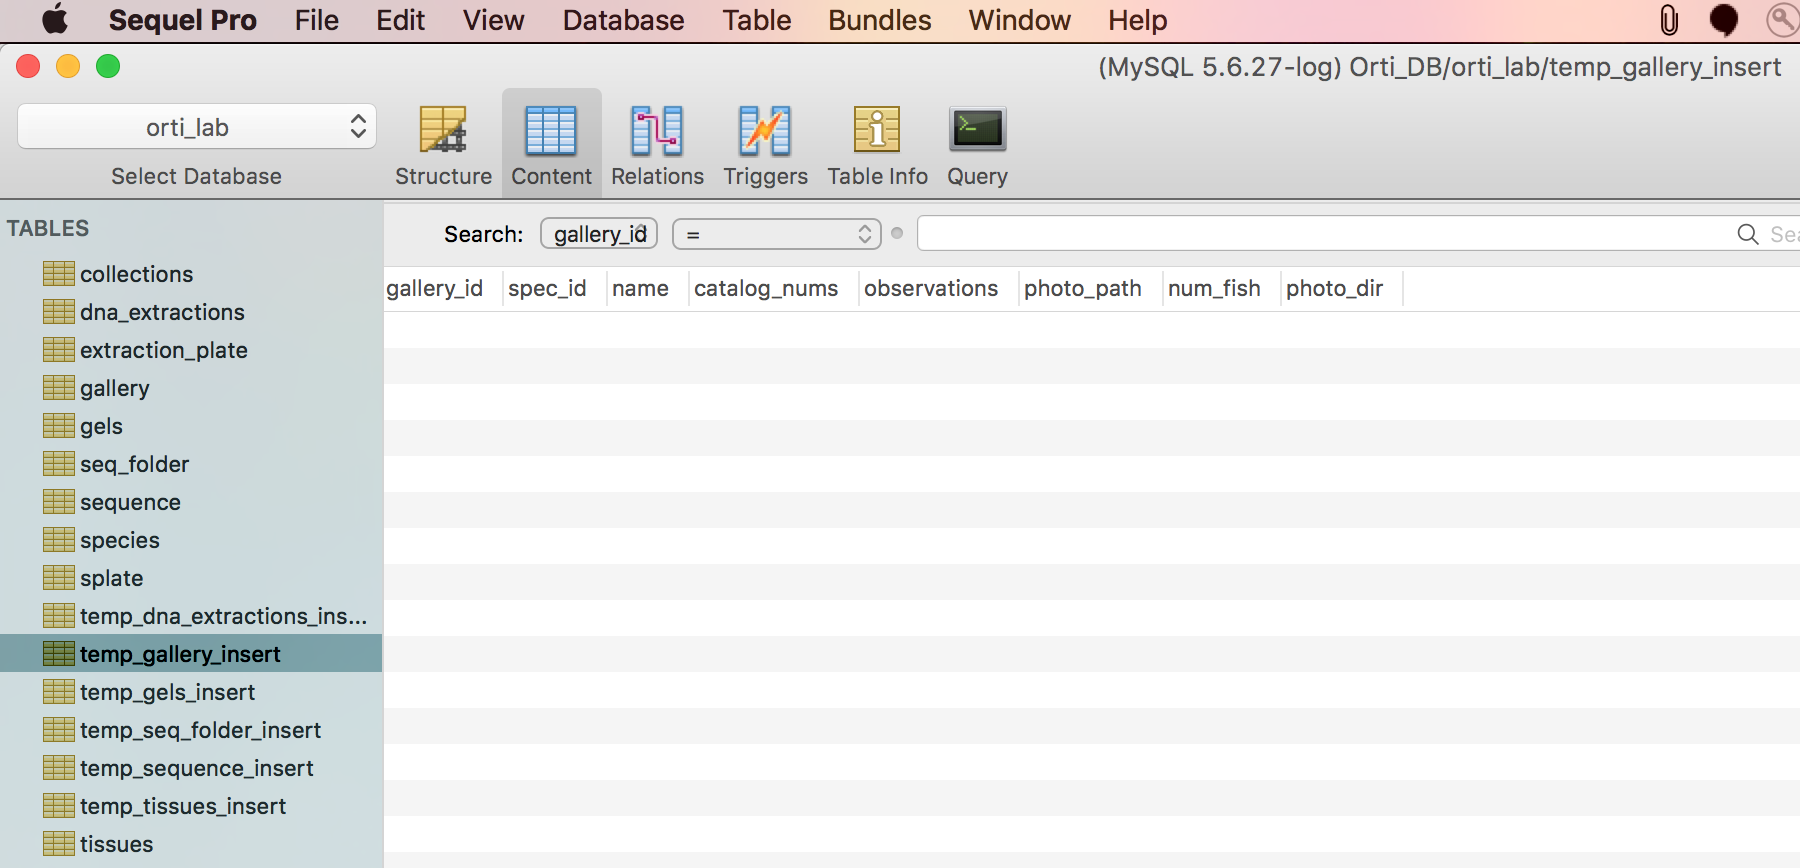 Sequel Pro File Edit View Database Table Bundles Window Help
(MySQL 5.6.27-log) Orti_DB/orti_lab/temp_gallery_insert
orti_lab
Select Database Structure Content Relations Triggers Table Info Query
TABLES
Search: gallery_id = Sea
gallery_id spec_id name catalog_nums observations photo_path num_fish photo_dir
collections
dna_extractions
extraction_plate
gallery
gels
seq_folder
sequence
species
splate
temp_dna_extractions_ins...
temp_gallery_insert
temp_gels_insert
temp_seq_folder_insert
temp_sequence_insert
temp_tissues_insert
tissues